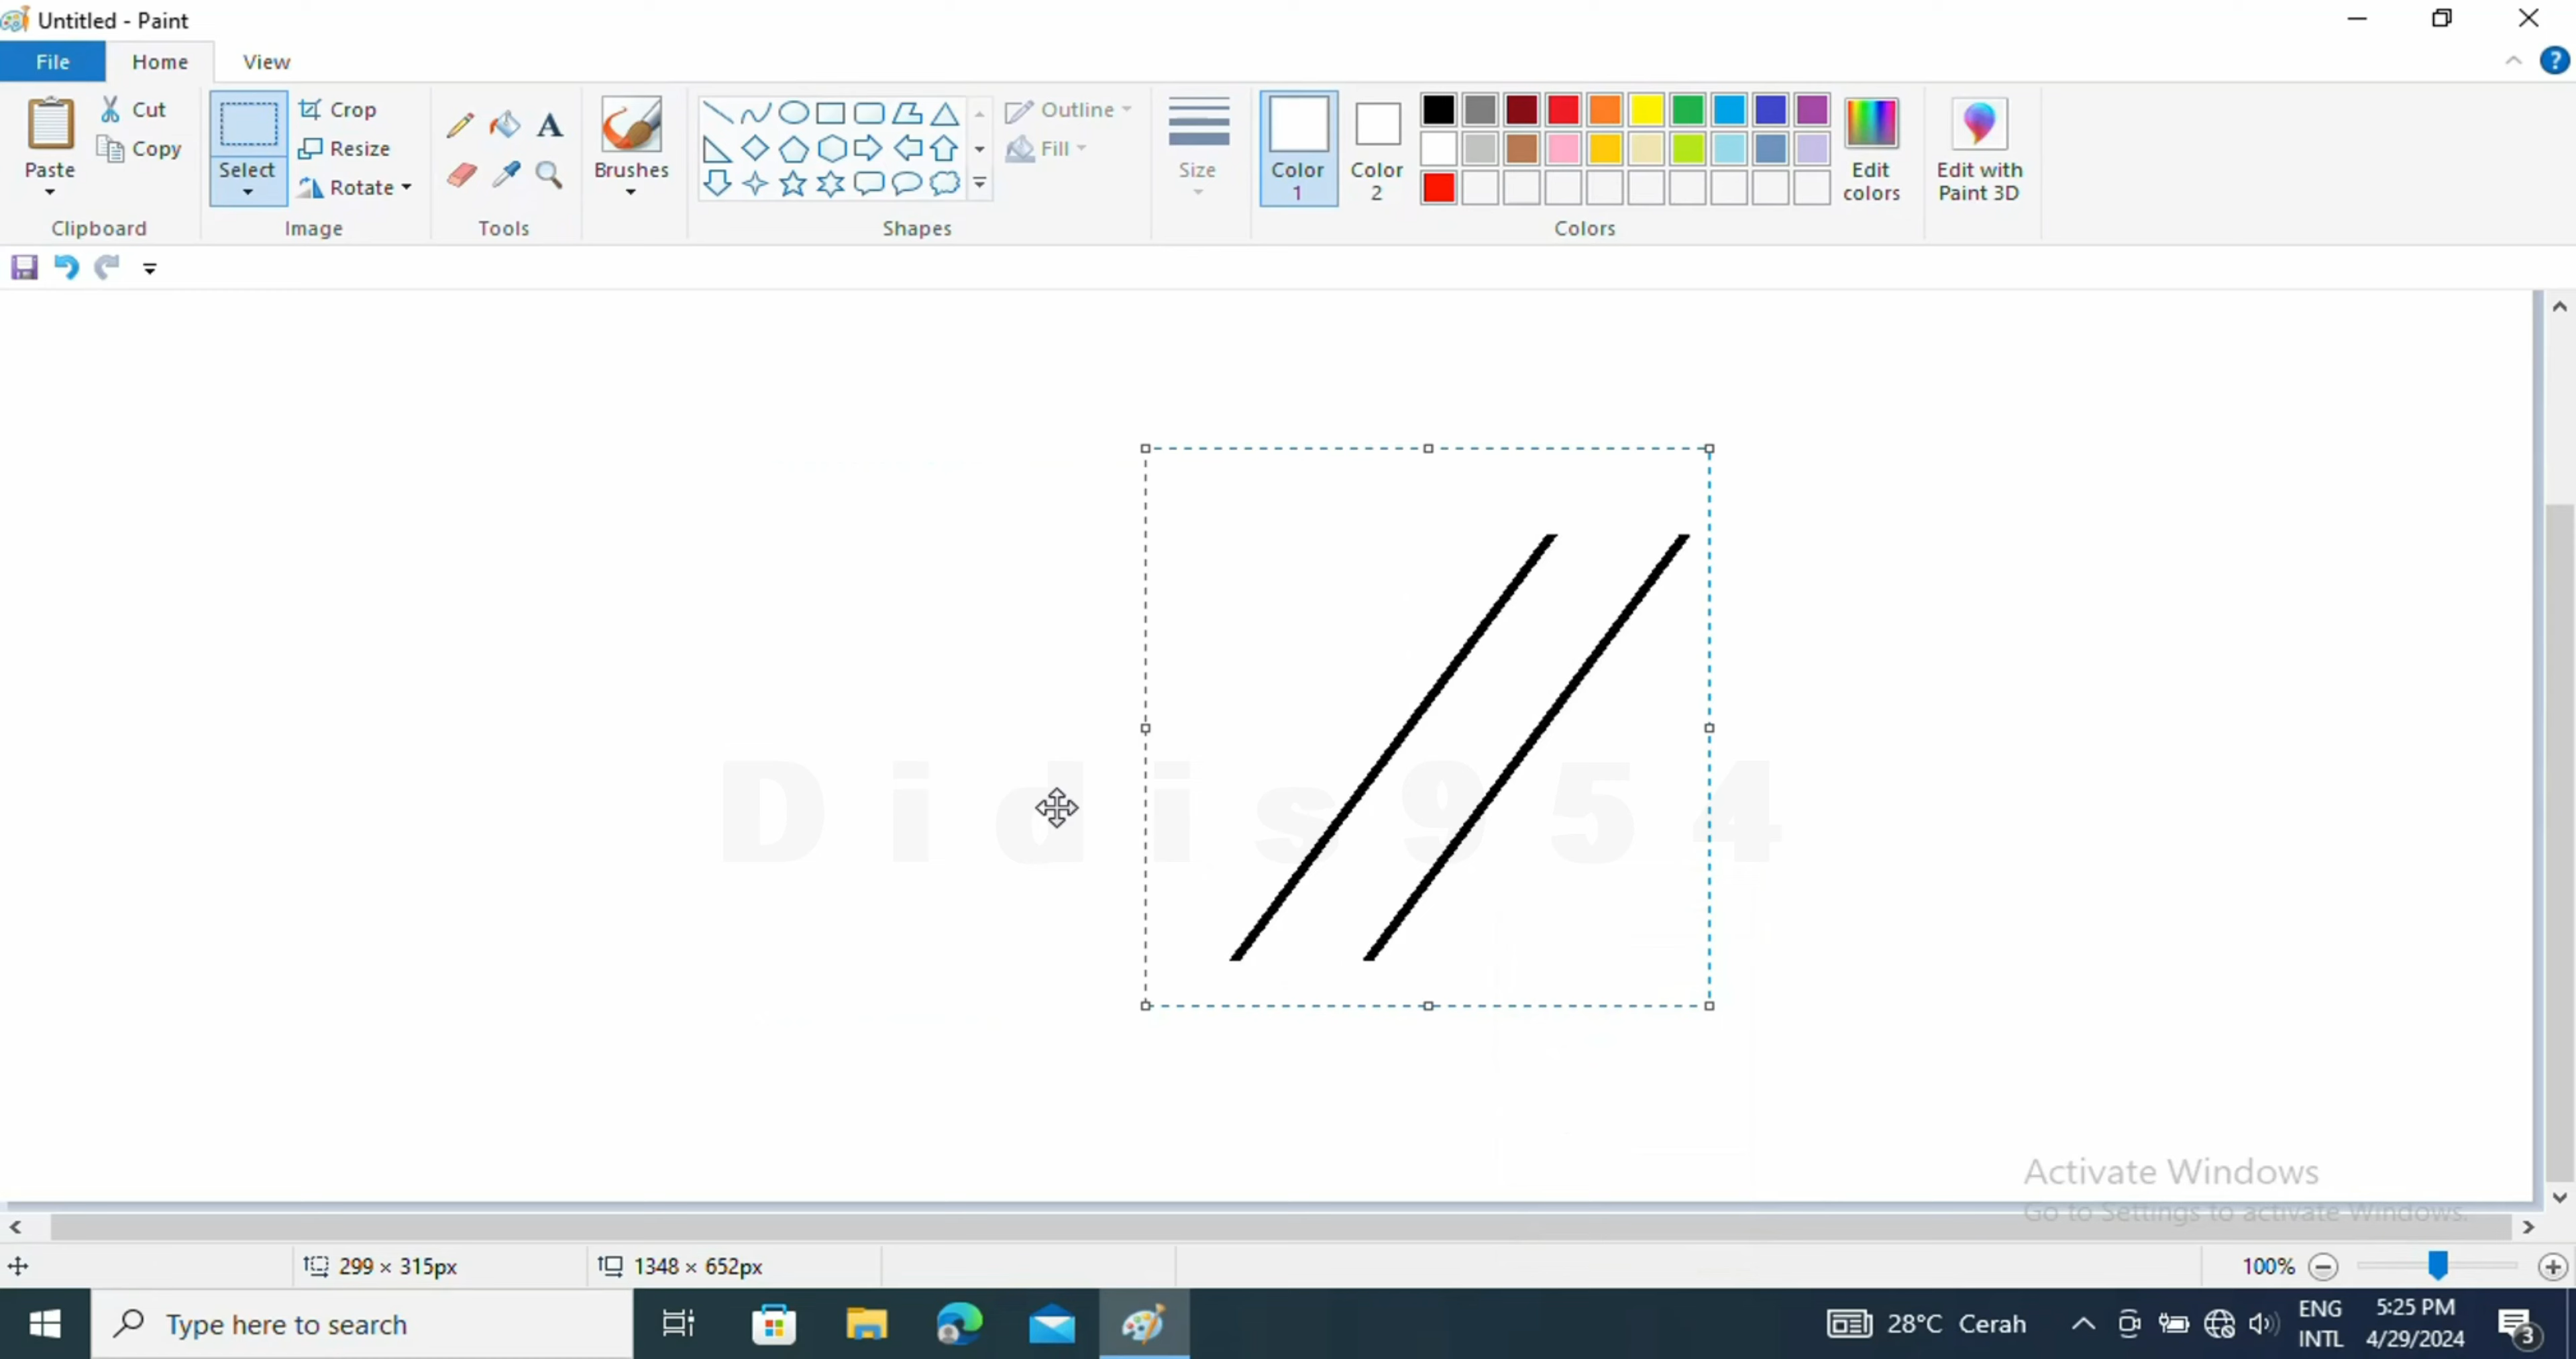 Untitled - Paint
File Home View
Paste
Cut
Copy
Clipboard
Select
Crop
Resize
Rotate
Image
A
Tools
Brushes
Shapes
Outline
Fill
Size
Color
1
Color
2
Colors
Edit
colors
Edit with
Paint 3D
Didis954
Activate Windows
Go to Settings to activate Windows.
299 × 315px
1348 × 652px
100%
Type here to search
28°C Cerah
ENG
INTL
5:25 PM
4/29/2024
3